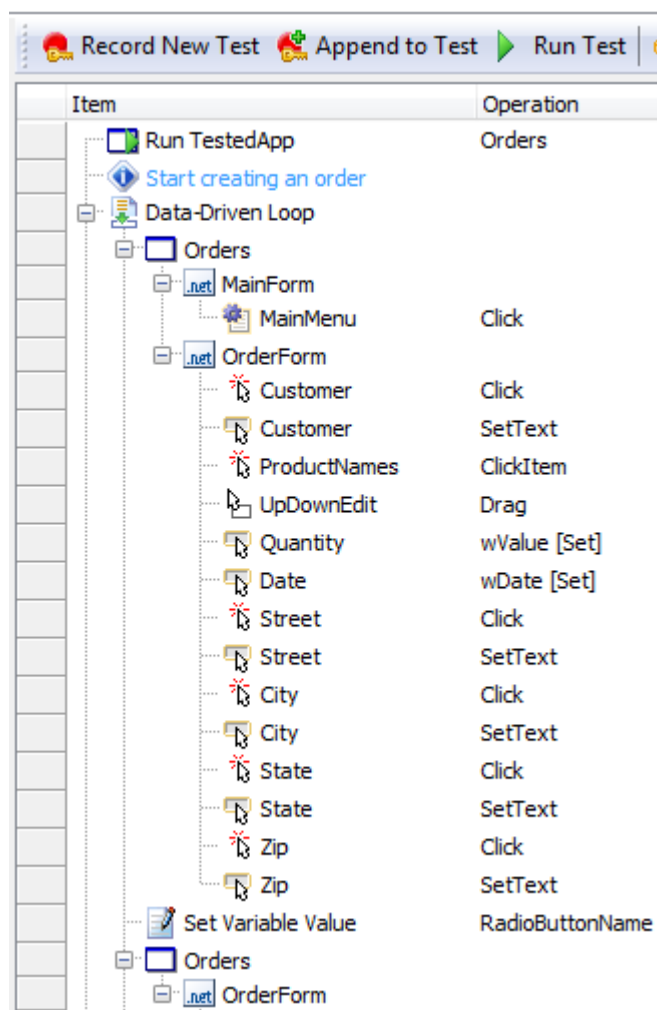 Record New Test Append to Test Run Test
Item Operation
Run TestedApp Orders
Start creating an order
Data-Driven Loop
Orders
.net MainForm
MainMenu Click
.net OrderForm
Customer Click
Customer SetText
ProductNames ClickItem
UpDownEdit Drag
Quantity wValue [Set]
Date wDate [Set]
Street Click
Street SetText
City Click
City SetText
State Click
State SetText
Zip Click
Zip SetText
Set Variable Value RadioButtonName
Orders
.net OrderForm